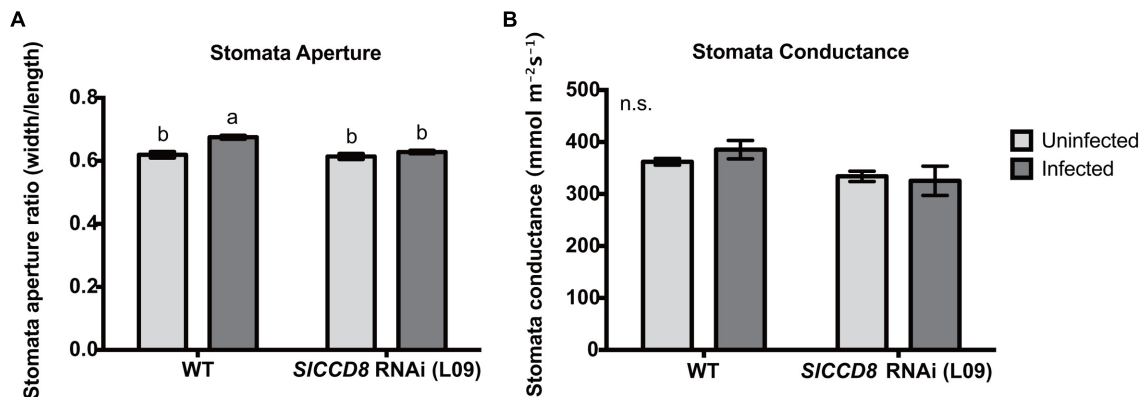 A
Stomata Aperture
Stomata aperture ratio (width/length)
0.8
0.6
0.4
0.2
0.0
b
a
b
b
WT
SlCCD8 RNAi (L09)
B
Stomata Conductance
Stomata conductance (mmol m⁻²s⁻¹)
500
400
300
200
100
0
n.s.
WT
SlCCD8 RNAi (L09)
Uninfected
Infected